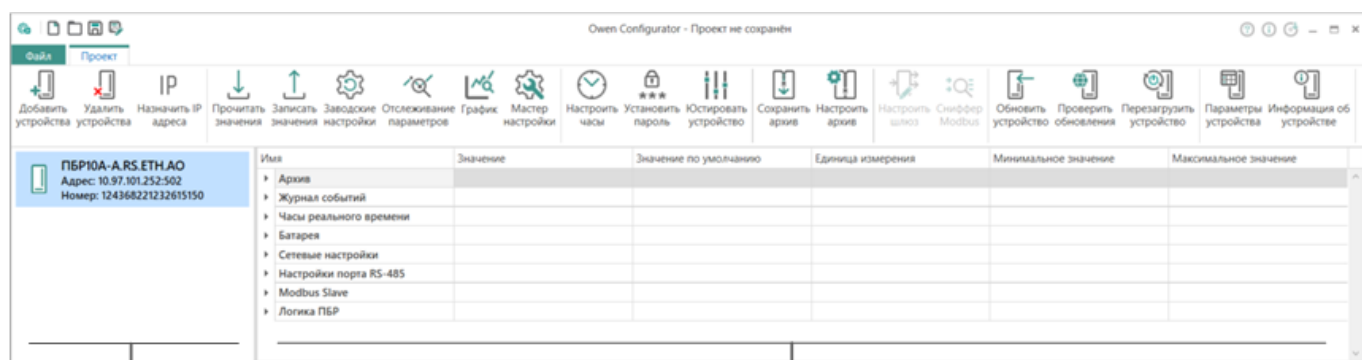 Owen Configurator - Проект не сохранён
Файл Проект
Добавить устройства
Удалить устройства
IP
Назначить IP адреса
Прочитать значения
Записать значения
Заводские настройки
Отслеживание параметров
График
Мастер настройки
Настроить часы
***
Установить пароль
Юстировать устройство
Сохранить архив
Настроить архив
Настроить шлюз
Сниффер Modbus
Обновить устройство
Проверить обновления
Перезагрузить устройство
Параметры устройства
Информация об устройстве
ПБР10А-A.RS.ETH.AO
Адрес: 10.97.101.252:502
Номер: 124368221232615150
Имя Значение Значение по умолчанию Единица измерения Минимальное значение Максимальное значение
Архив
Журнал событий
Часы реального времени
Батарея
Сетевые настройки
Настройки порта RS-485
Modbus Slave
Логика ПБР